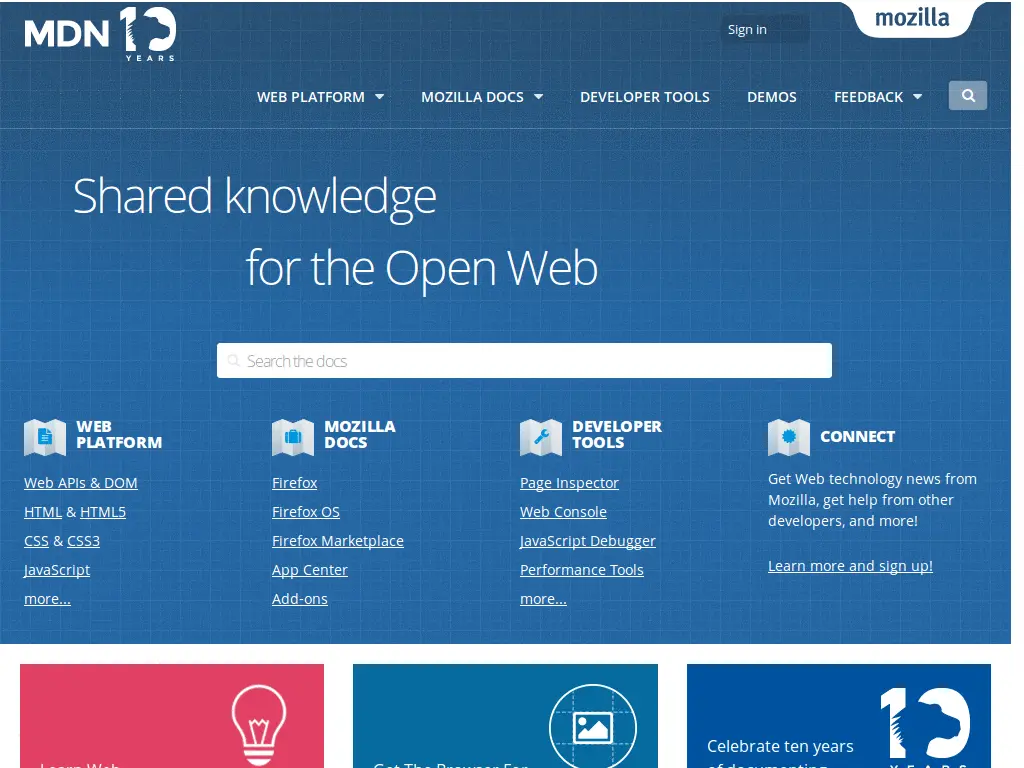 MDN 10
YEARS
Sign in
mozilla
WEB PLATFORM
MOZILLA DOCS
DEVELOPER TOOLS
DEMOS
FEEDBACK
Shared knowledge
for the Open Web
Search the docs
WEB
PLATFORM
Web APIs & DOM
HTML & HTML5
CSS & CSS3
JavaScript
more...
MOZILLA
DOCS
Firefox
Firefox OS
Firefox Marketplace
App Center
Add-ons
DEVELOPER
TOOLS
Page Inspector
Web Console
JavaScript Debugger
Performance Tools
more...
CONNECT
Get Web technology news from
Mozilla, get help from other
developers, and more!
Learn more and sign up!
Learn Web
Get The Browser For
10
YEARS
Celebrate ten years
of documenting